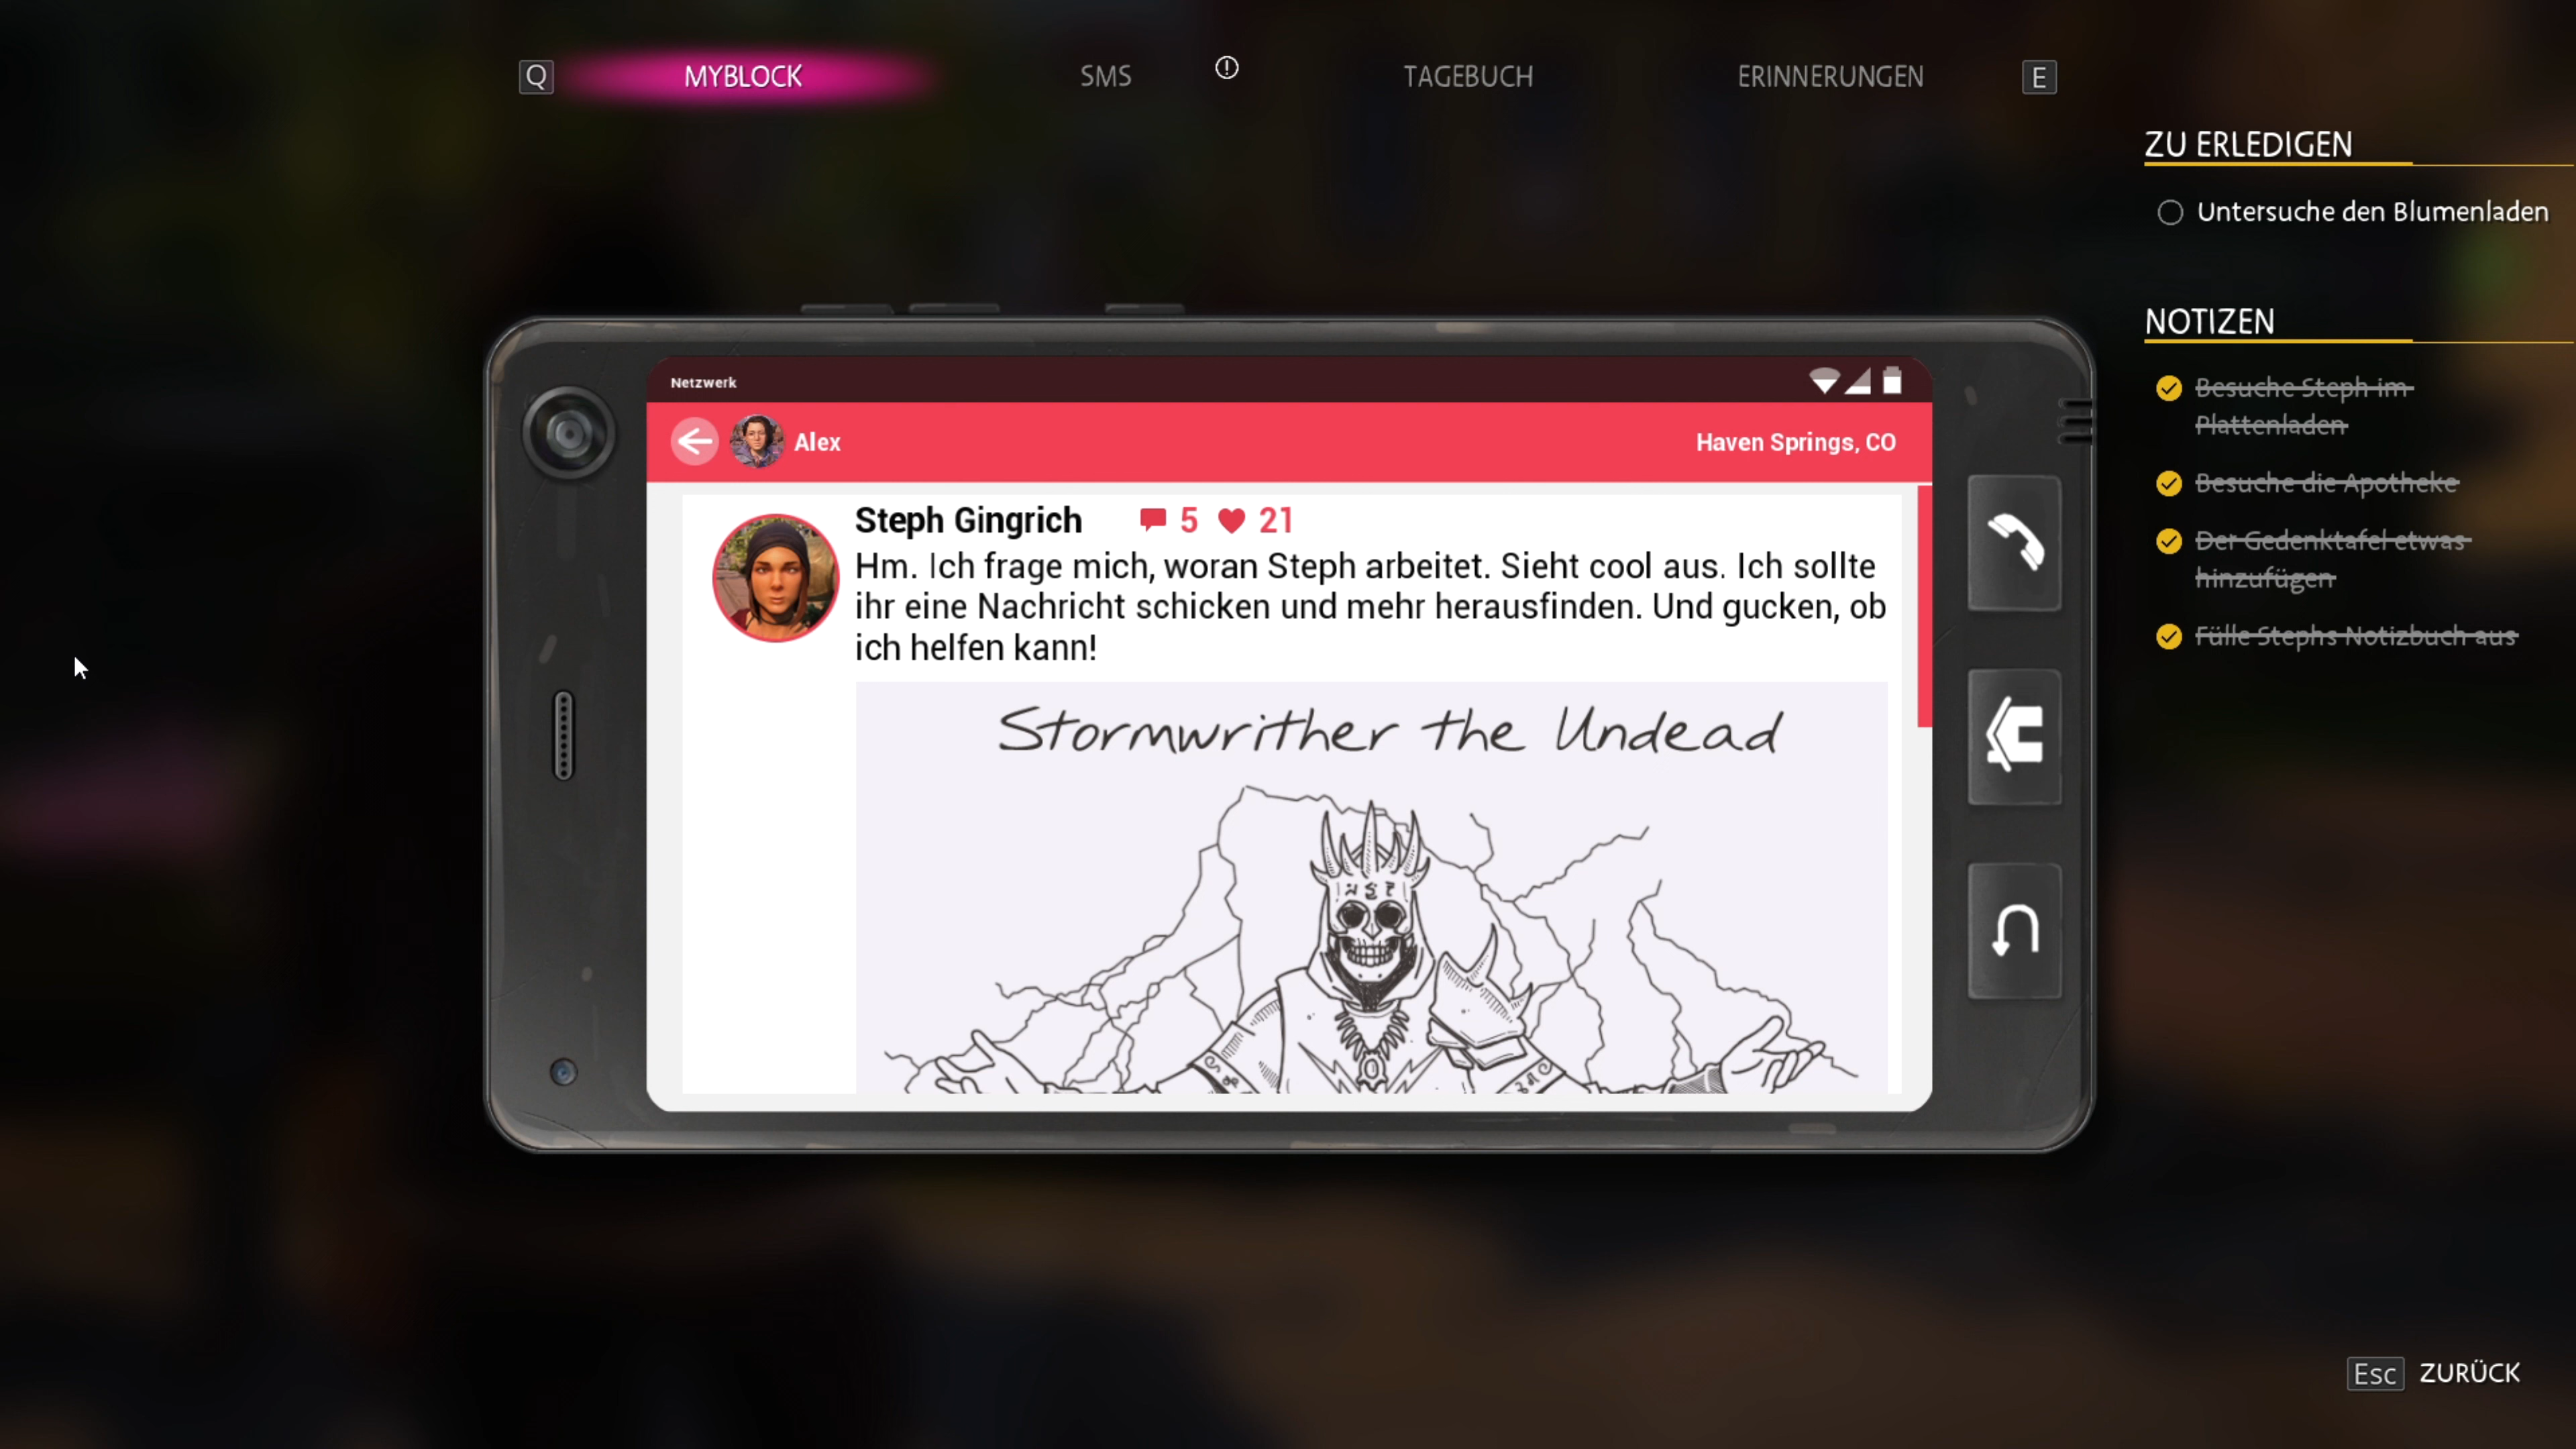 Q
MYBLOCK
SMS
TAGEBUCH
ERINNERUNGEN
E
ZU ERLEDIGEN
Untersuche den Blumenladen
NOTIZEN
Besuche Steph im
Plattenladen
Besuche die Apotheke
Der Gedenktafel etwas
hinzufügen
Fülle Stephs Notizbuch aus
Netzwerk
Alex
Haven Springs, CO
Steph Gingrich 5 21
Hm. Ich frage mich, woran Steph arbeitet. Sieht cool aus. Ich sollte
ihr eine Nachricht schicken und mehr herausfinden. Und gucken, ob
ich helfen kann!
Stormwrither the Undead
Esc ZURÜCK